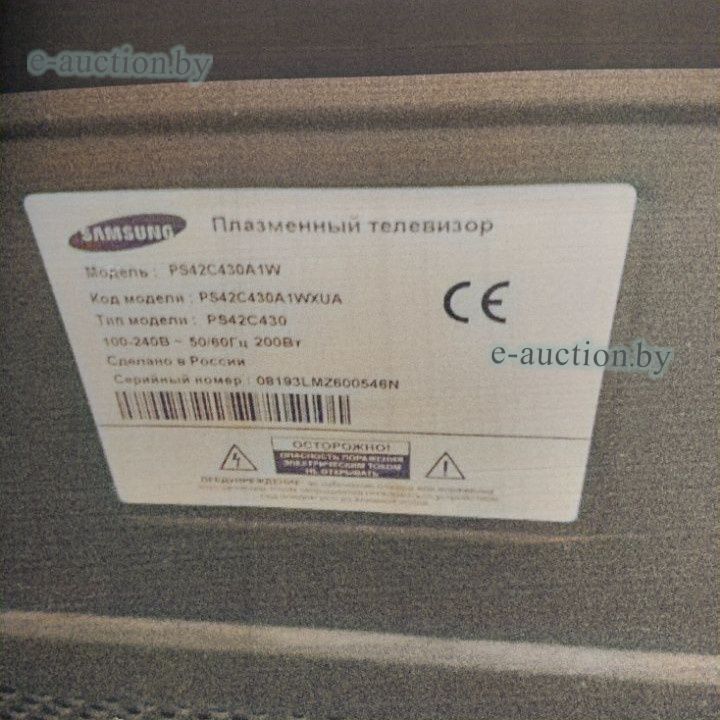 e-auction.by
SAMSUNG Плазменный телевизор
Модель : PS42C430A1W
Код модели : PS42C430A1WXUA
Тип модели : PS42C430
100-240В ~ 50/60Гц 200Вт
Сделано в России
e-auction.by
Серийный номер : 08193LMZ600546N
CE
ОСТОРОЖНО!
ОПАСНОСТЬ ПОРАЖЕНИЯ
ЭЛЕКТРИЧЕСКИМ ТОКОМ
НЕ ОТКРЫВАТЬ
ПРЕДУПРЕЖДЕНИЕ: